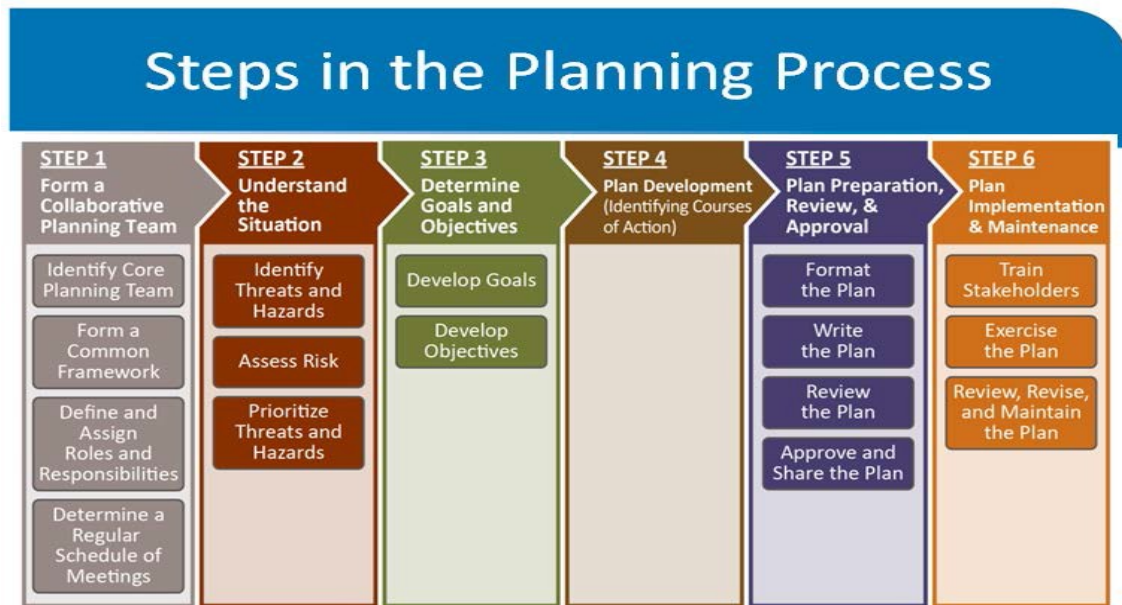 Steps in the Planning Process
STEP 1
Form a
Collaborative
Planning Team
Identify Core
Planning Team
Form a
Common
Framework
Define and
Assign
Roles and
Responsibilities
Determine a
Regular
Schedule of
Meetings
STEP 2
Understand
the
Situation
Identify
Threats and
Hazards
Assess Risk
Prioritize
Threats and
Hazards
STEP 3
Determine
Goals and
Objectives
Develop Goals
Develop
Objectives
STEP 4
Plan Development
(Identifying Courses
of Action)
STEP 5
Plan Preparation,
Review, &
Approval
Format
the Plan
Write
the Plan
Review
the Plan
Approve and
Share the Plan
STEP 6
Plan
Implementation
& Maintenance
Train
Stakeholders
Exercise
the Plan
Review, Revise,
and Maintain
the Plan